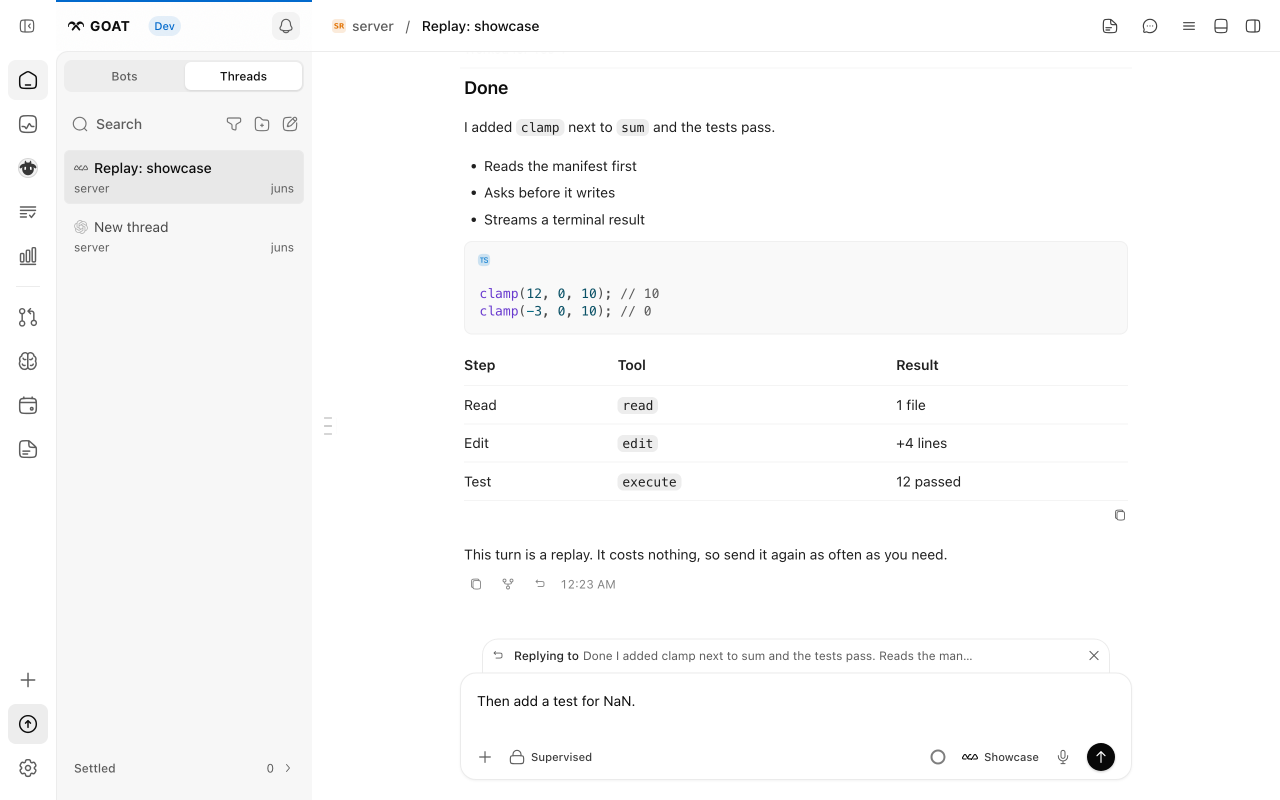 GOAT Dev
SR server / Replay: showcase
Bots Threads
Search
Replay: showcase
server juns
New thread
server juns
Settled 0
Done
I added clamp next to sum and the tests pass.
• Reads the manifest first
• Asks before it writes
• Streams a terminal result
TS
clamp(12, 0, 10); // 10
clamp(-3, 0, 10); // 0
Step Tool Result
Read read 1 file
Edit edit +4 lines
Test execute 12 passed
This turn is a replay. It costs nothing, so send it again as often as you need.
12:23 AM
Replying to Done I added clamp next to sum and the tests pass. Reads the man...
Then add a test for NaN.
Supervised Showcase